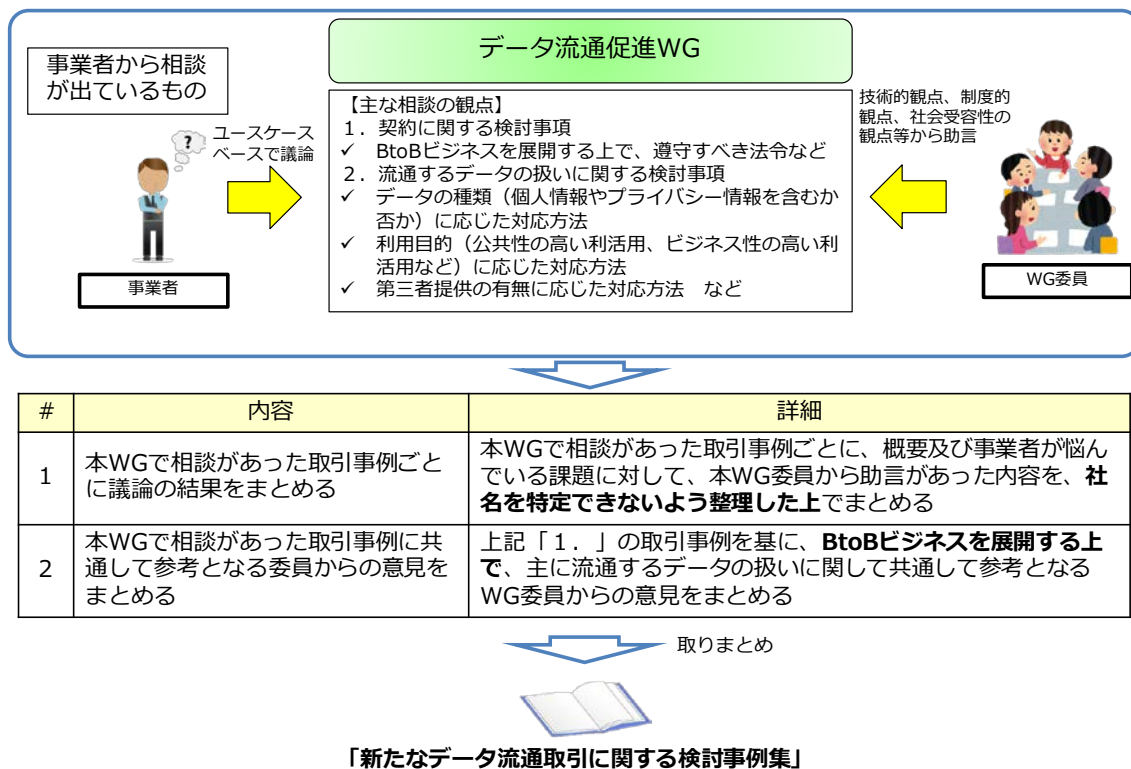 データ流通促進WG
事業者から相談
が出ているもの
?
ユースケース
ベースで議論
事業者
【主な相談の観点】
１．契約に関する検討事項
✓ BtoBビジネスを展開する上で、遵守すべき法令など
２．流通するデータの扱いに関する検討事項
✓ データの種類（個人情報やプライバシー情報を含むか
否か）に応じた対応方法
✓ 利用目的（公共性の高い利活用、ビジネス性の高い利
活用など）に応じた対応方法
✓ 第三者提供の有無に応じた対応方法　など
技術的観点、制度的
観点、社会受容性の
観点等から助言
WG委員
# 内容 詳細
1
本WGで相談があった取引事例ごと
に議論の結果をまとめる
本WGで相談があった取引事例ごとに、概要及び事業者が悩ん
でいる課題に対して、本WG委員から助言があった内容を、社
名を特定できないよう整理した上でまとめる
2
本WGで相談があった取引事例に共
通して参考となる委員からの意見を
まとめる
上記「１．」の取引事例を基に、BtoBビジネスを展開する上
で、主に流通するデータの扱いに関して共通して参考となる
WG委員からの意見をまとめる
取りまとめ
「新たなデータ流通取引に関する検討事例集」